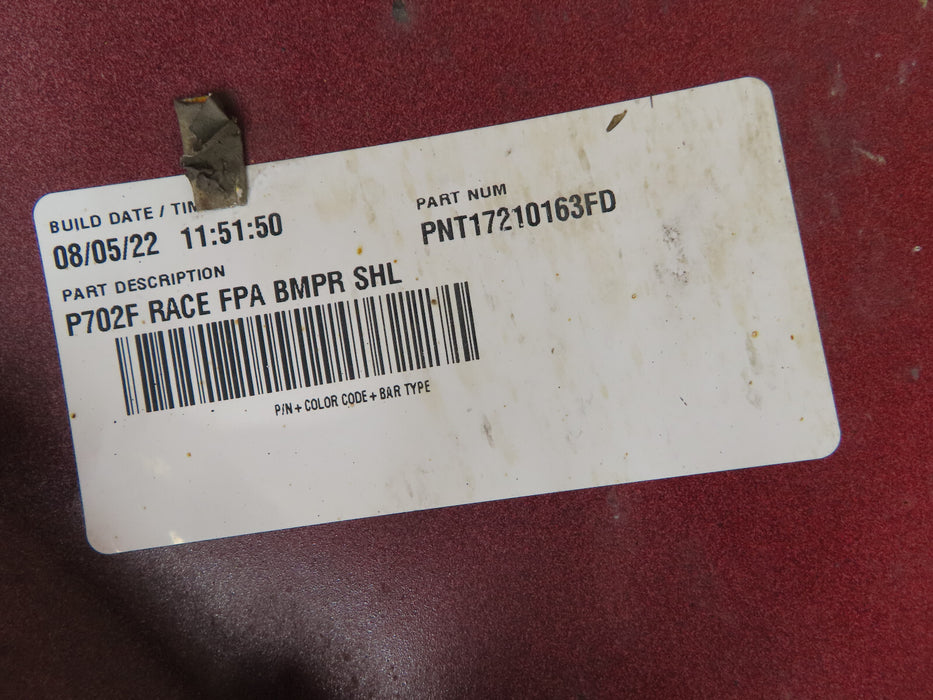 BUILD DATE / TIM
08/05/22 11:51:50
PART NUM
PNT17210163FD
PART DESCRIPTION
P702F RACE FPA BMPR SHL
P/N + COLOR CODE + BAR TYPE